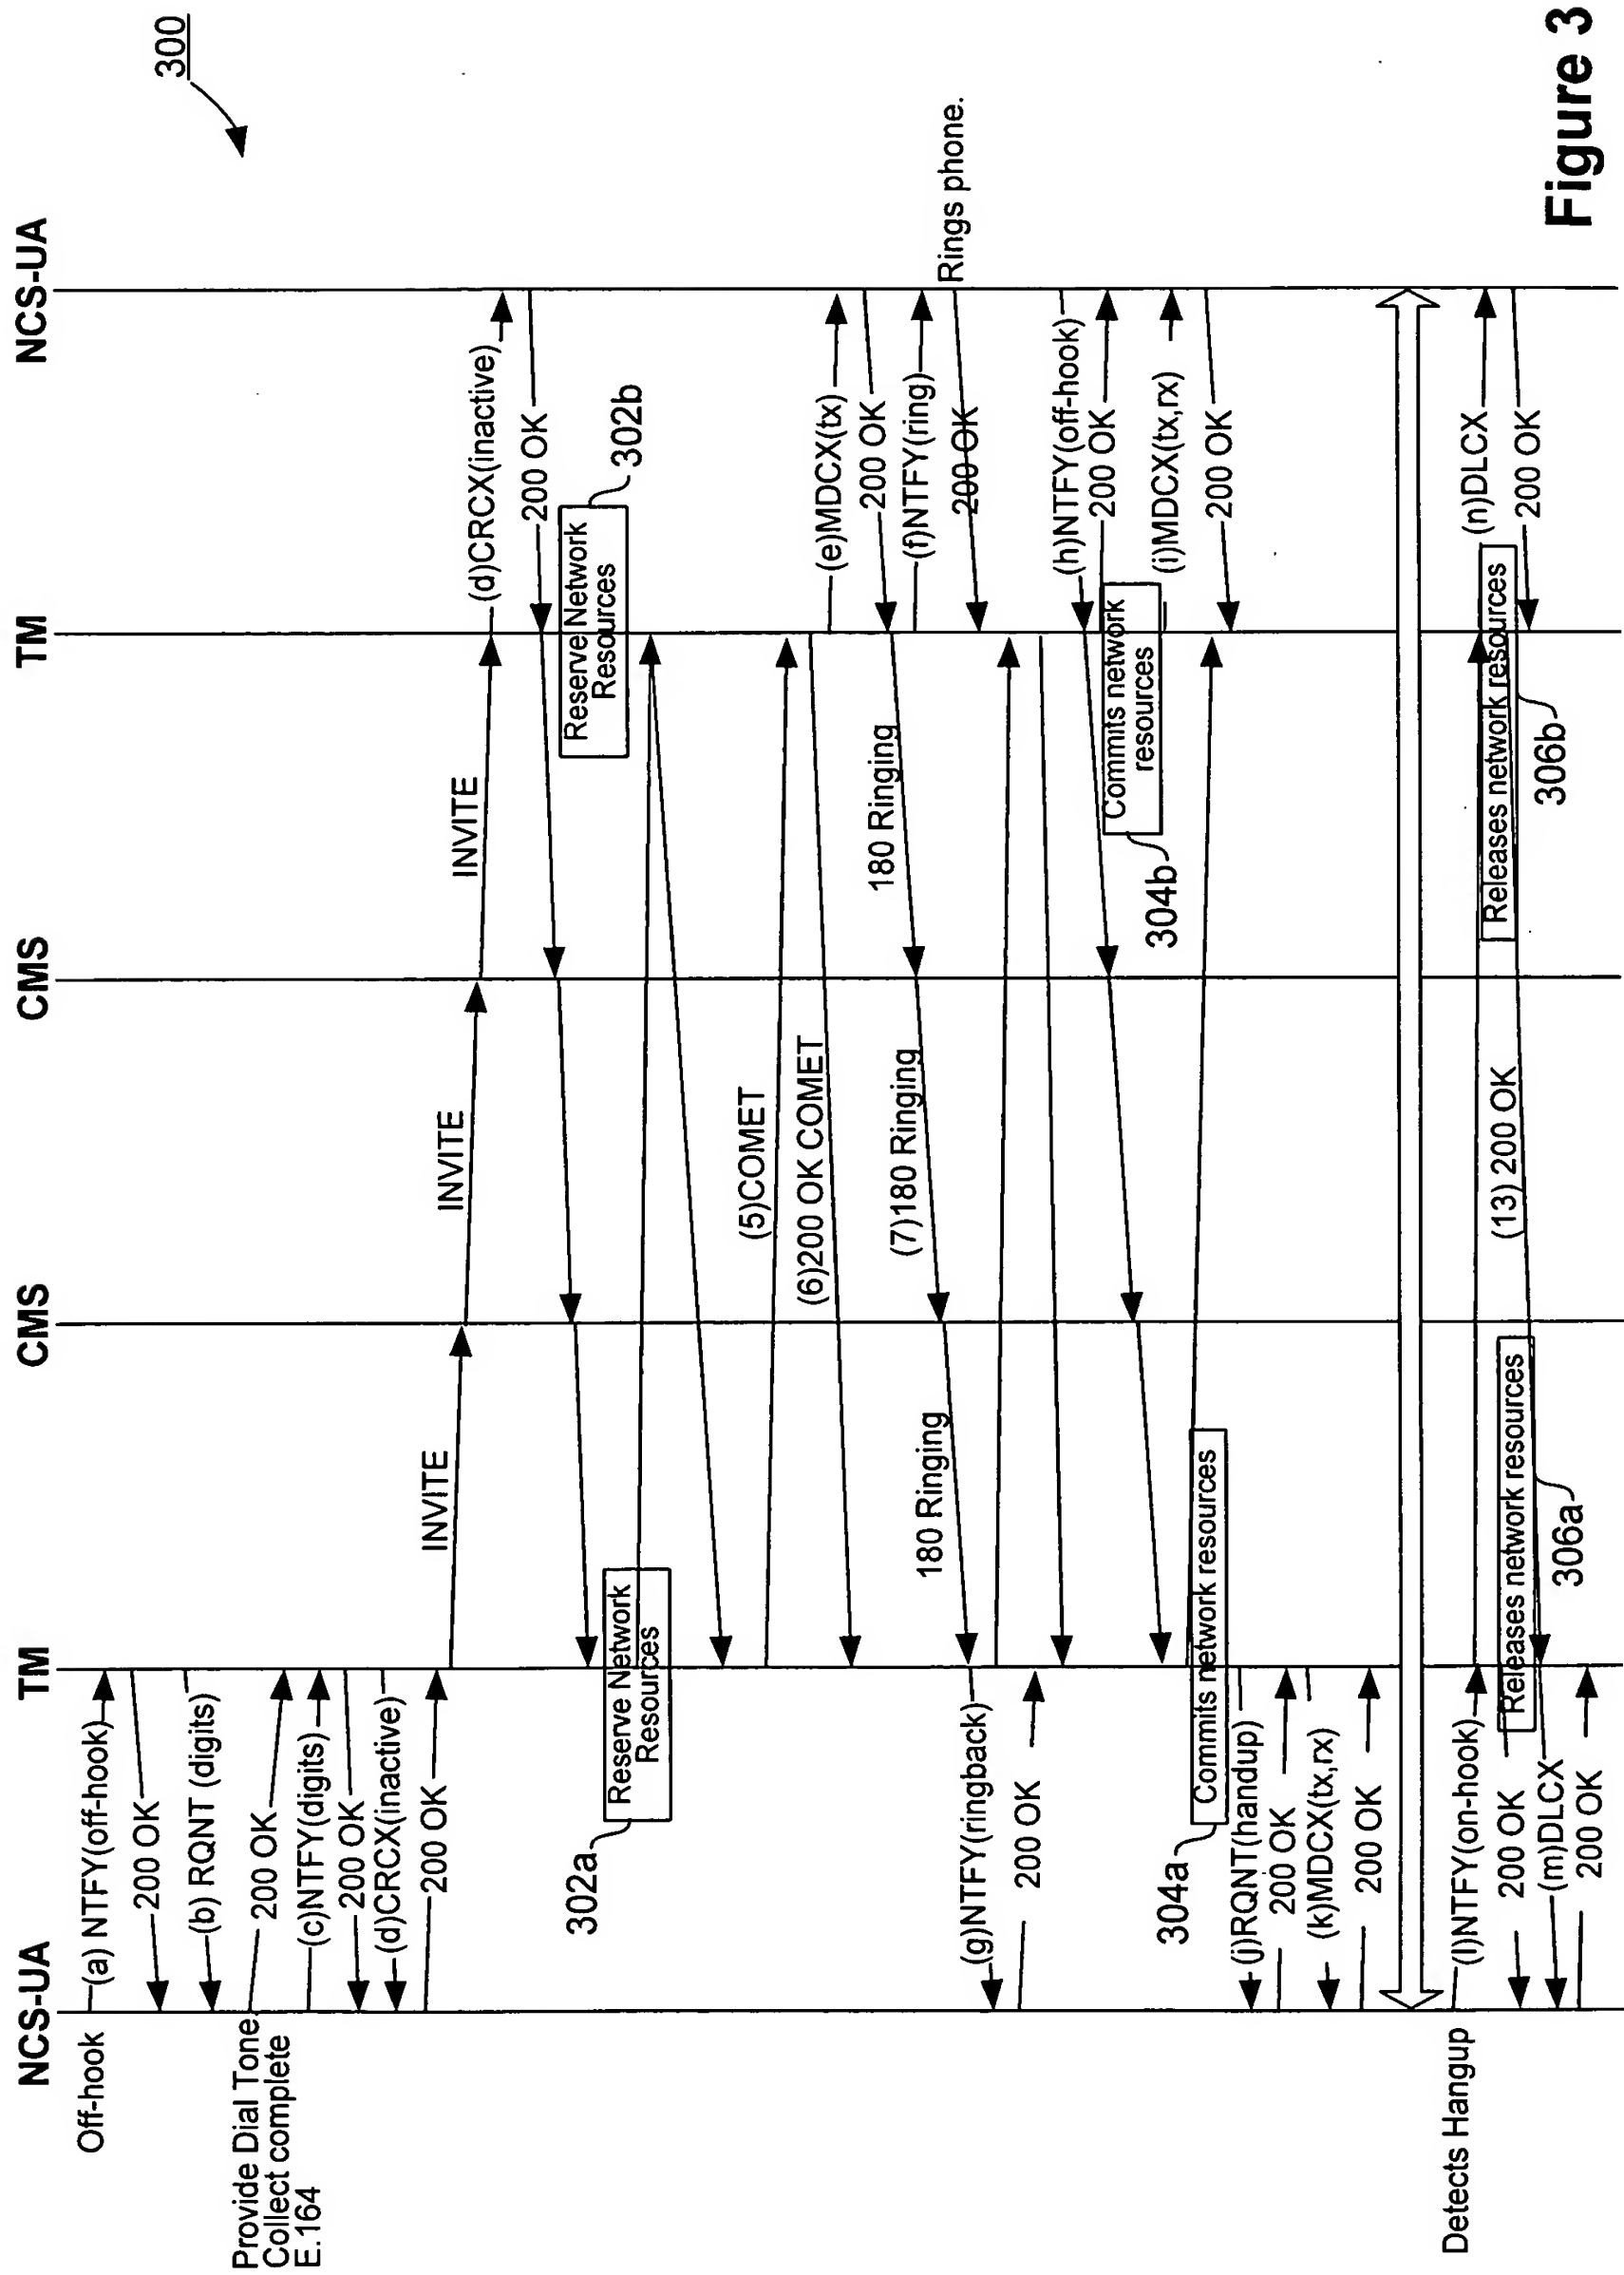 300
NCS-UA
TM
CMS
CMS
TM
NCS-UA
Off-hook
(a) NTFY(off-hook)
200 OK
(b) RQNT (digits)
Provide Dial Tone
Collect complete
E.164
200 OK
(c)NTFY(digits)
200 OK
(d)CRCX(inactive)
200 OK
INVITE
INVITE
INVITE
(d)CRCX(inactive)
200 OK
Reserve Network
Resources
302b
Reserve Network
Resources
302a
(5)COMET
(6)200 OK COMET
(e)MDCX(tx)
200 OK
180 Ringing
(7)180 Ringing
180 Ringing
(f)NTFY(ring)
200 OK
Rings phone.
(g)NTFY(ringback)
200 OK
(h)NTFY(off-hook)
200 OK
Commits network
resources
304b
(i)MDCX(tx,rx)
200 OK
Commits network resources
304a
(j)RQNT(handup)
200 OK
(k)MDCX(tx,rx)
200 OK
Detects Hangup
(l)NTFY(on-hook)
200 OK
Releases network resources
306a
(m)DLCX
200 OK
(13) 200 OK
(n)DLCX
Releases network resources
306b
200 OK
Figure 3